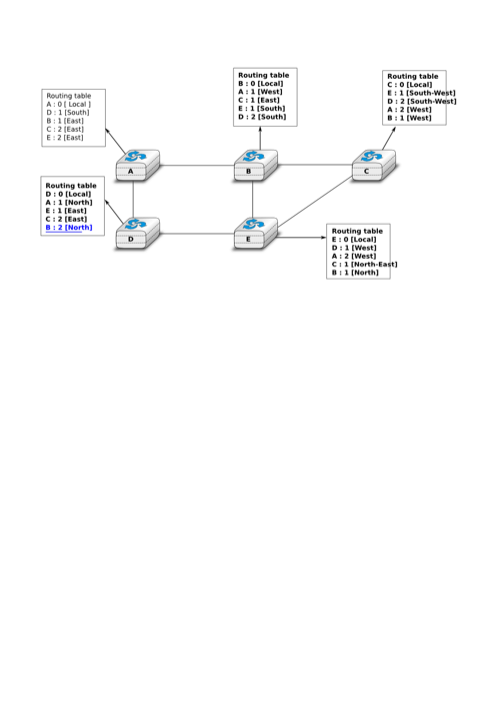 Routing table
A : 0 [ Local ]
D : 1 [South]
B : 1 [East]
C : 2 [East]
E : 2 [East]
Routing table
B : 0 [Local]
A : 1 [West]
C : 1 [East]
E : 1 [South]
D : 2 [South]
Routing table
C : 0 [Local]
E : 1 [South-West]
D : 2 [South-West]
A : 2 [West]
B : 1 [West]
A
B
C
Routing table
D : 0 [Local]
A : 1 [North]
E : 1 [East]
C : 2 [East]
B : 2 [North]
D
E
Routing table
E : 0 [Local]
D : 1 [West]
A : 2 [West]
C : 1 [North-East]
B : 1 [North]